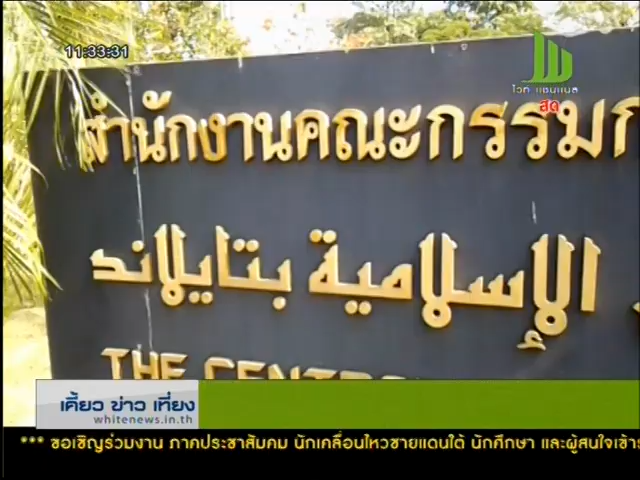 11:33:31
ไวท์ แชนแนล
สด
สำนักงานคณะกรรมก
الإسلامية بتايلاند
THE CENTRA
เคี้ยว ข่าว เที่ยง
whitenews.in.th
*** ขอเชิญร่วมงาน ภาคประชาสังคม นักเคลื่อนไหวชายแดนใต้ นักศึกษา และผู้สนใจเข้าร